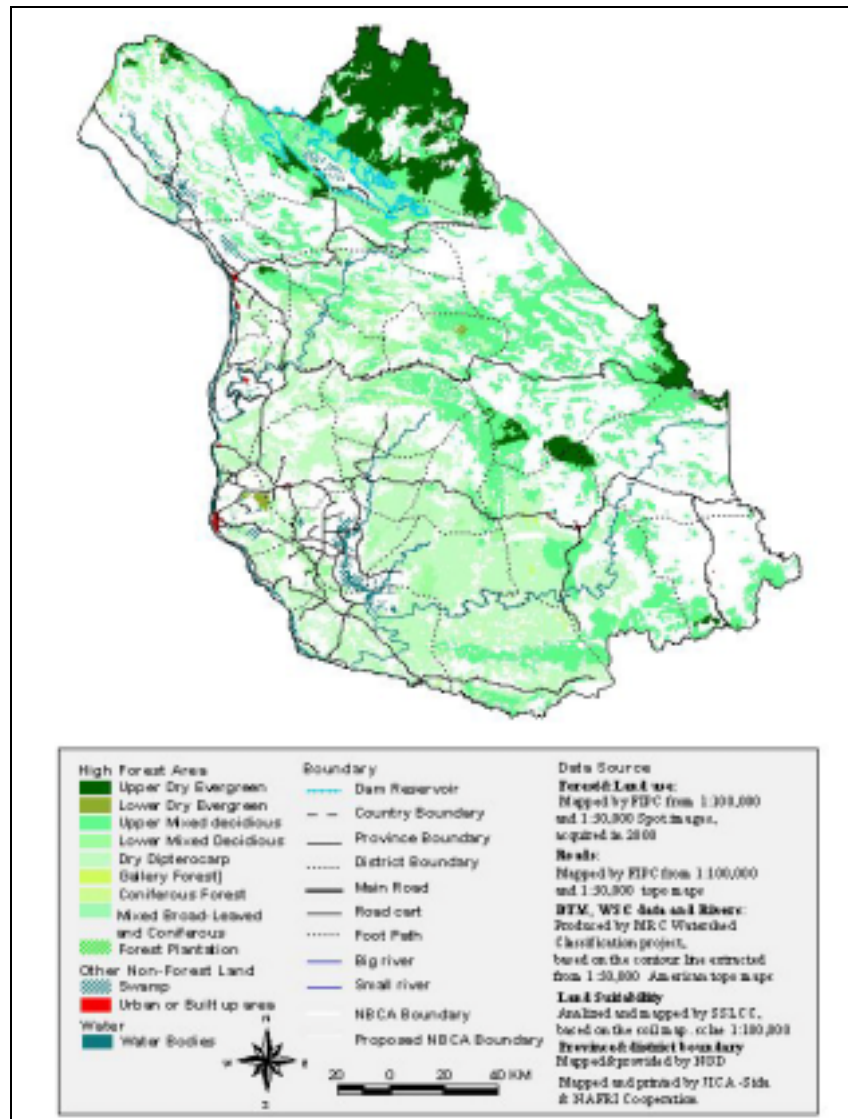 High Forest Area
Upper Dry Evergreen
Lower Dry Evergreen
Upper Mixed decidious
Lower Mixed Decidious
Dry Dipterocarp
Gallery Forest]
Coniferous Forest
Mixed Broad-Leaved
and Coniferous
Forest Plantation
Other Non-Forest Land
Swamp
Urban or Built up area
Water
Water Bodies
N
W
E
S
Boundary
Dam Reservoir
Country Boundary
Province Boundary
District Boundary
Main Road
Road cart
Foot Path
Big river
Small river
NBCA Boundary
Proposed NBCA Boundary
20 0 20 40 KM
Data Source
Forest& Land use:
Mapped by FIPC from 1:100,000
and 1:50,000 Spot images,
acquired in 2000
Roads:
Mapped by FIPC from 1:100,000
and 1:50,000 topo maps
DTM, WSC data and Rivers:
Produced by MRC Watershed
Classification project,
based on the contour line extracted
from 1:50,000 American topo maps
Land Suitability
Analized and mapped by SSLCC,
based on the soil map. sclae 1:100,000
Province& district boundary
Mapped& provided by NGD
Mapped and printed by JICA -Sida
& NAFRI Cooperation.